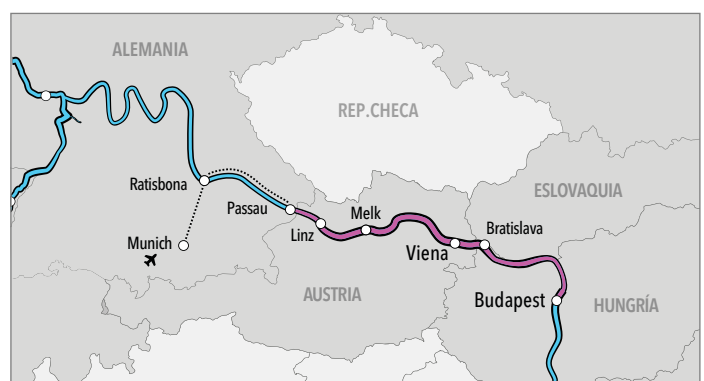 ALEMANIA
REP.CHECA
Ratisbona
ESLOVAQUIA
Passau
Melk
Linz
Bratislava
Munich
Viena
AUSTRIA
Budapest
HUNGRÍA